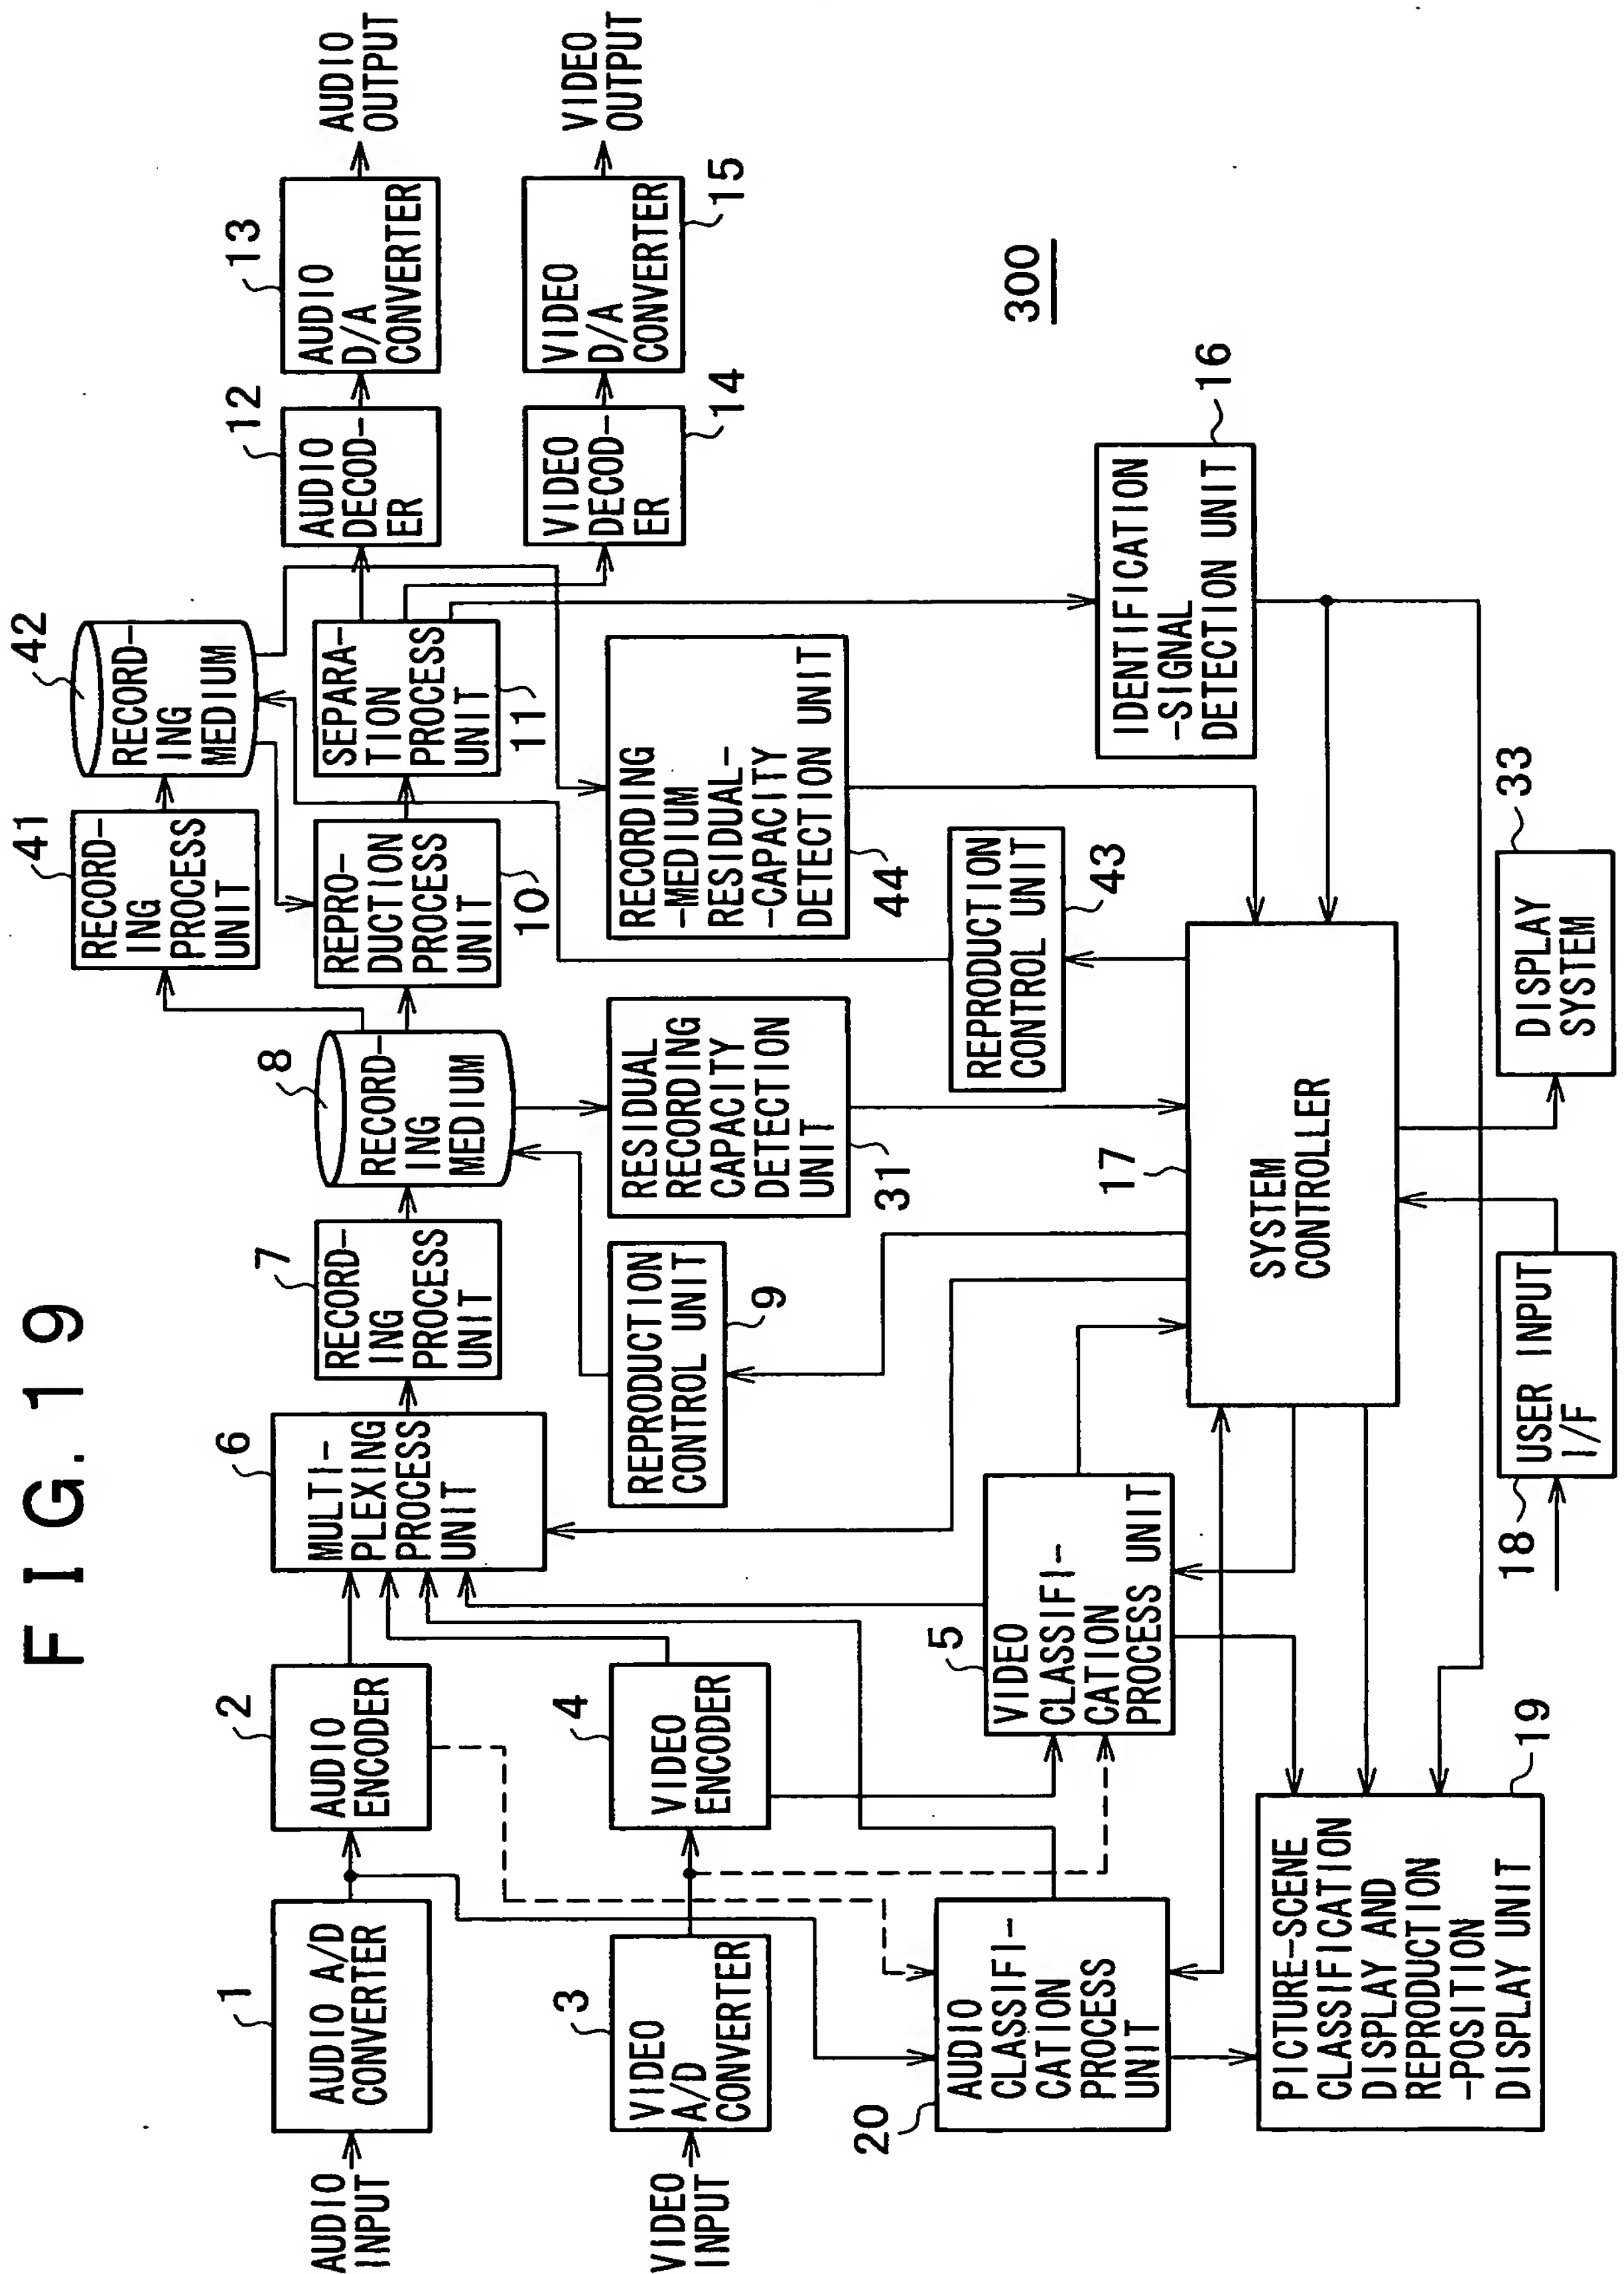 FIG. 19
AUDIO
INPUT
1
AUDIO A/D
CONVERTER
2
AUDIO
ENCODER
6
MULTI-
PLEXING
PROCESS
UNIT
7
RECORD-
ING
PROCESS
UNIT
8
RECORD-
ING
MEDIUM
41
RECORD-
ING
PROCESS
UNIT
42
RECORD-
ING
MEDIUM
REPRO-
DUCTION
PROCESS
UNIT
10
SEPARA-
TION
PROCESS
UNIT
11
12
AUDIO
DECOD-
ER
13
AUDIO
D/A
CONVERTER
AUDIO
OUTPUT
VIDEO
DECOD-
ER
14
VIDEO
D/A
CONVERTER
15
VIDEO
OUTPUT
VIDEO
INPUT
3
VIDEO
A/D
CONVERTER
4
VIDEO
ENCODER
REPRODUCTION
CONTROL UNIT
9
RESIDUAL
RECORDING
CAPACITY
DETECTION
UNIT
31
RECORDING
-MEDIUM
RESIDUAL-
-CAPACITY
DETECTION UNIT
44
REPRODUCTION
CONTROL UNIT
43
300
20
AUDIO
CLASSIFI-
CATION
PROCESS
UNIT
5
VIDEO
CLASSIFI-
CATION
PROCESS UNIT
17
SYSTEM
CONTROLLER
IDENTIFICATION
-SIGNAL
DETECTION UNIT
16
PICTURE-SCENE
CLASSIFICATION
DISPLAY AND
REPRODUCTION
-POSITION
DISPLAY UNIT
19
18
USER INPUT
I/F
DISPLAY
SYSTEM
33